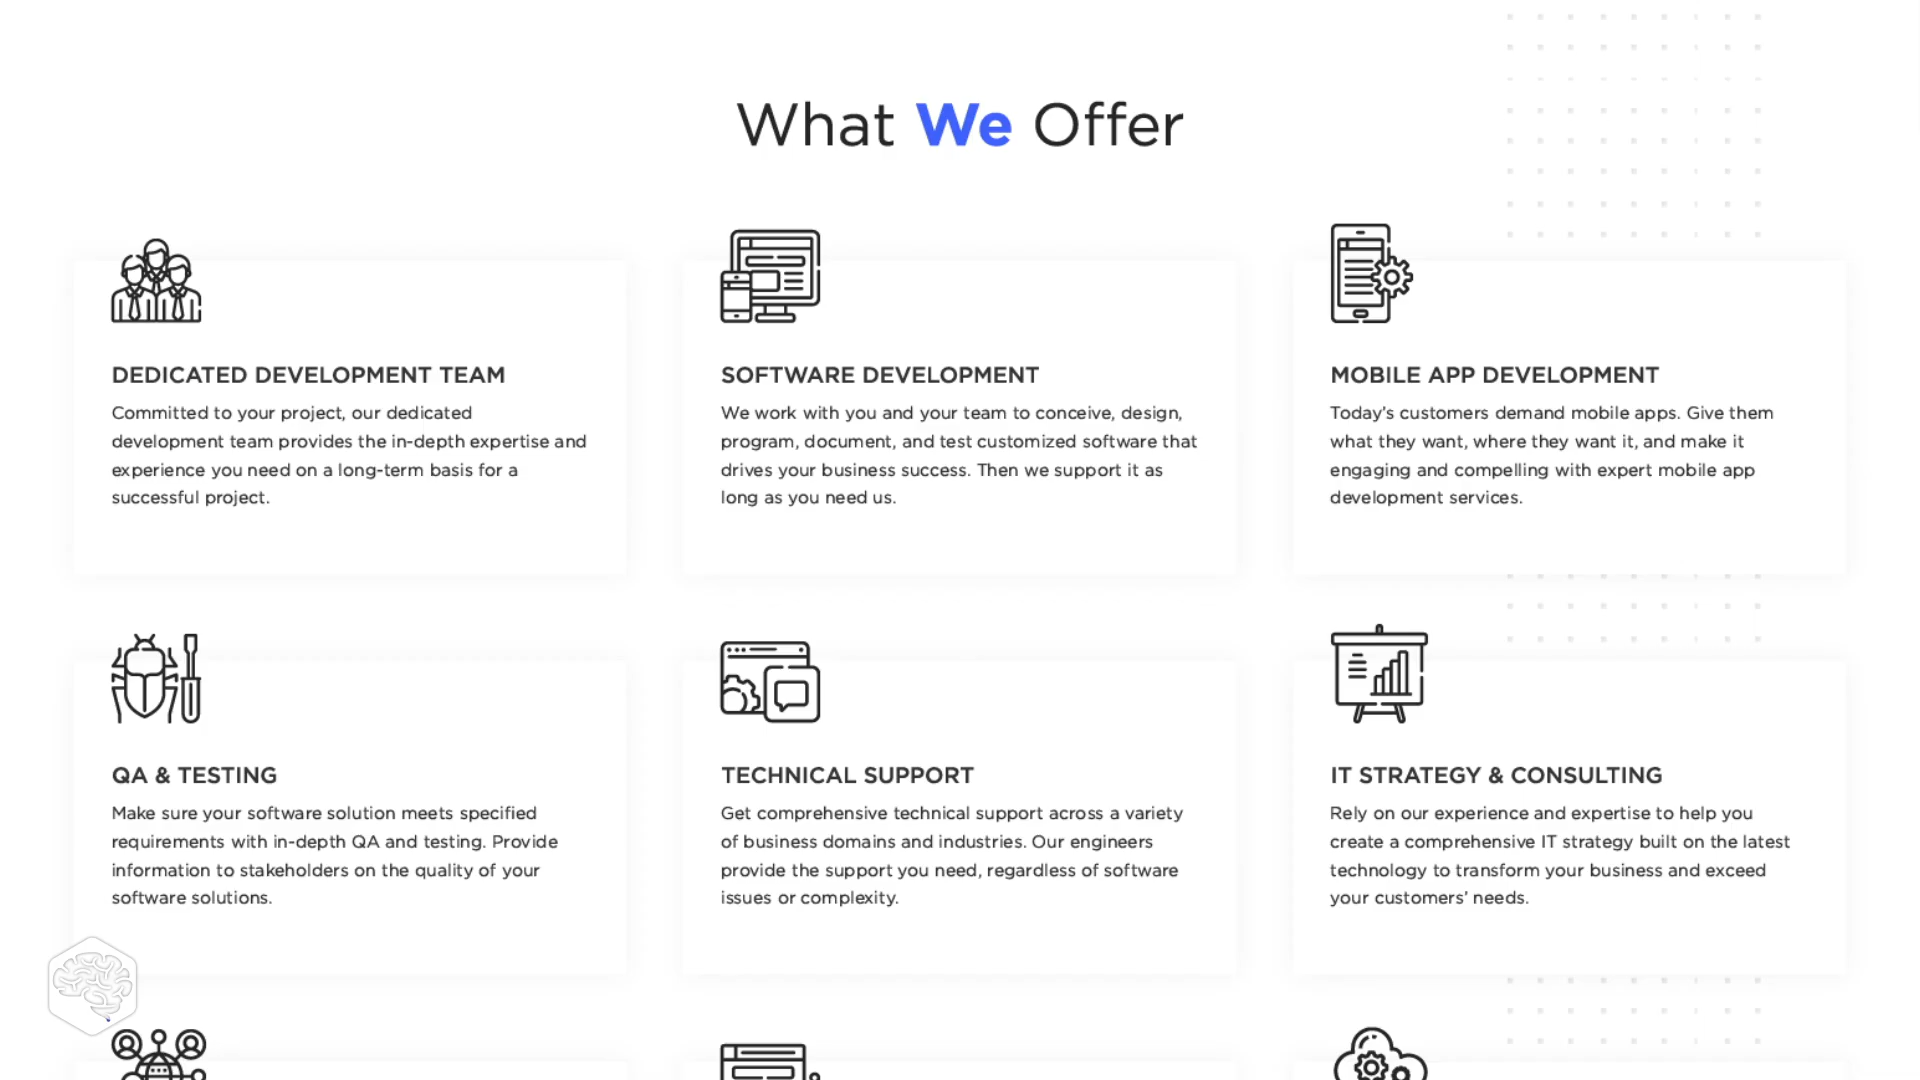 What We Offer
DEDICATED DEVELOPMENT TEAM
Committed to your project, our dedicated
development team provides the in-depth expertise and
experience you need on a long-term basis for a
successful project.
SOFTWARE DEVELOPMENT
We work with you and your team to conceive, design,
program, document, and test customized software that
drives your business success. Then we support it as
long as you need us.
MOBILE APP DEVELOPMENT
Today's customers demand mobile apps. Give them
what they want, where they want it, and make it
engaging and compelling with expert mobile app
development services.
QA & TESTING
Make sure your software solution meets specified
requirements with in-depth QA and testing. Provide
information to stakeholders on the quality of your
software solutions.
TECHNICAL SUPPORT
Get comprehensive technical support across a variety
of business domains and industries. Our engineers
provide the support you need, regardless of software
issues or complexity.
IT STRATEGY & CONSULTING
Rely on our experience and expertise to help you
create a comprehensive IT strategy built on the latest
technology to transform your business and exceed
your customers' needs.